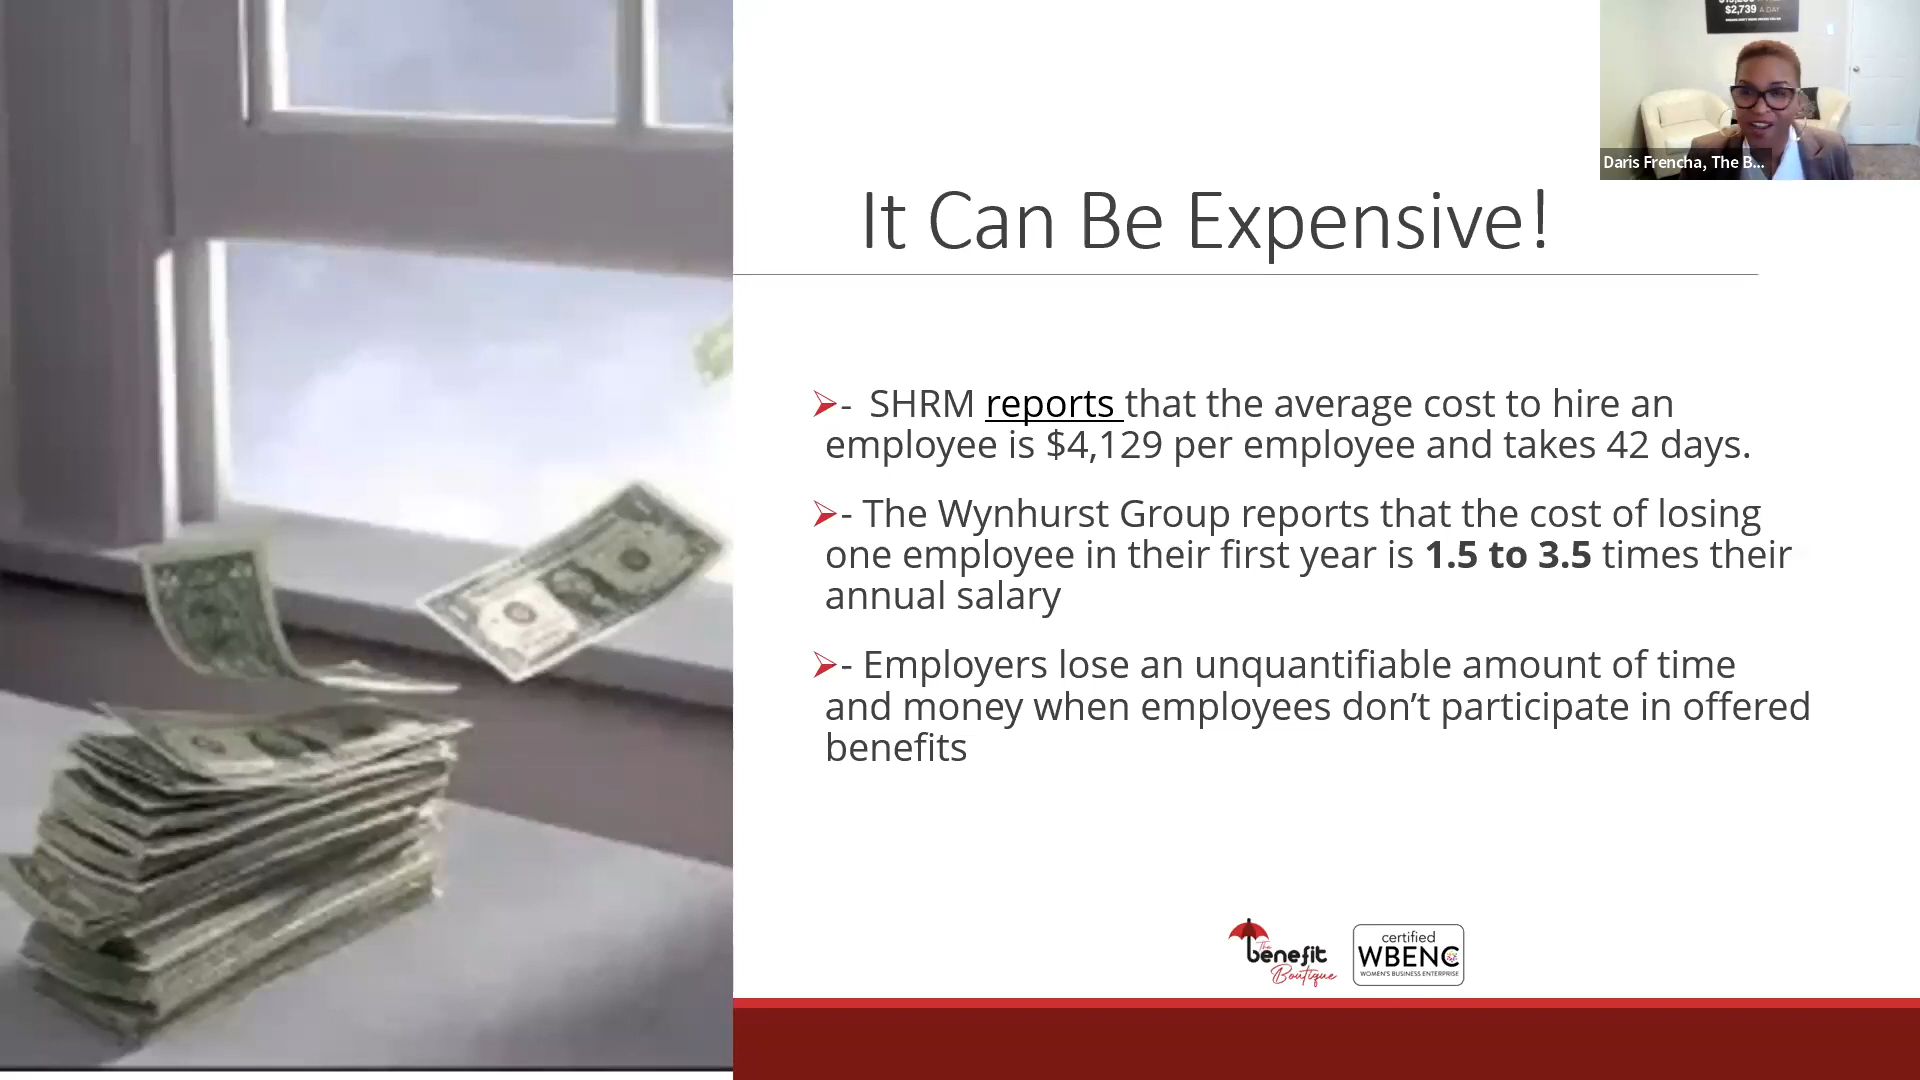 $2,739 A DAY
Daris Frencha, The B...
It Can Be Expensive!
- SHRM reports that the average cost to hire an
employee is $4,129 per employee and takes 42 days.
- The Wynhurst Group reports that the cost of losing
one employee in their first year is 1.5 to 3.5 times their
annual salary
- Employers lose an unquantifiable amount of time
and money when employees don’t participate in offered
benefits
The
benefit
Boutique
certified
WBENC
WOMEN'S BUSINESS ENTERPRISE